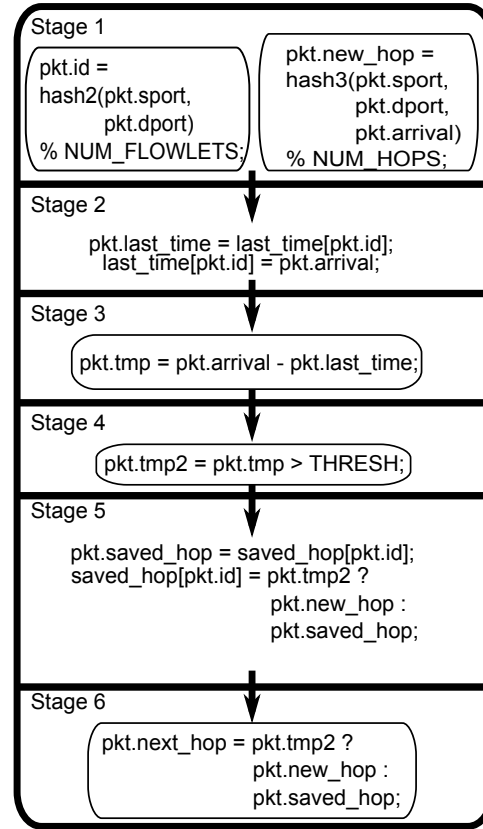 Stage 1
pkt.id =
hash2(pkt.sport,
pkt.dport)
% NUM_FLOWLETS;
pkt.new_hop =
hash3(pkt.sport,
pkt.dport,
pkt.arrival)
% NUM_HOPS;
Stage 2
pkt.last_time = last_time[pkt.id];
last_time[pkt.id] = pkt.arrival;
Stage 3
pkt.tmp = pkt.arrival - pkt.last_time;
Stage 4
pkt.tmp2 = pkt.tmp > THRESH;
Stage 5
pkt.saved_hop = saved_hop[pkt.id];
saved_hop[pkt.id] = pkt.tmp2 ?
pkt.new_hop :
pkt.saved_hop;
Stage 6
pkt.next_hop = pkt.tmp2 ?
pkt.new_hop :
pkt.saved_hop;